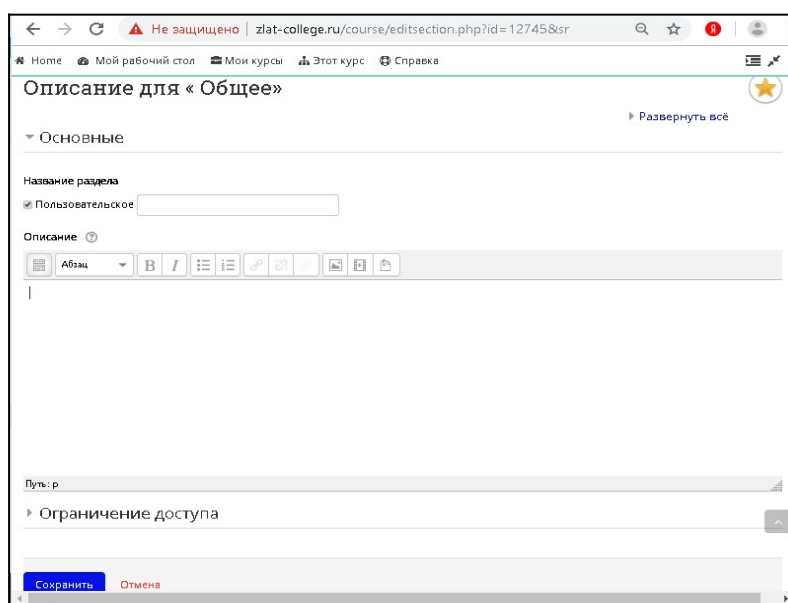 Не защищено | zlat-college.ru/course/editsection.php?id=12745&sr
Я
Home Мой рабочий стол Мои курсы Этот курс Справка
Описание для « Общее»
Развернуть всё
Основные
Название раздела
Пользовательское
Описание ?
Абзац B I
Путь: p
Ограничение доступа
Сохранить Отмена